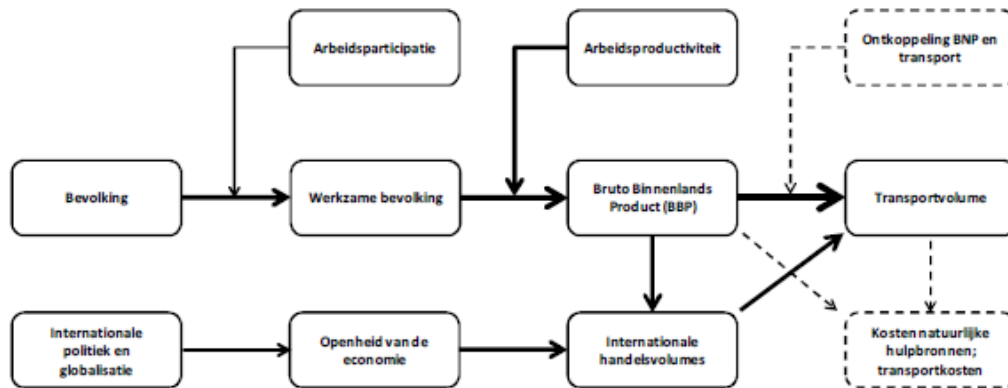 Arbeidsparticipatie
Arbeidsproductiviteit
Ontkoppeling BNP en
transport
Bevolking
Werkzame bevolking
Bruto Binnenlands
Product (BBP)
Transportvolume
Internationale
politiek en
globalisatie
Openheid van de
economie
Internationale
handelsvolumes
Kosten natuurlijke
hulpbronnen;
transportkosten